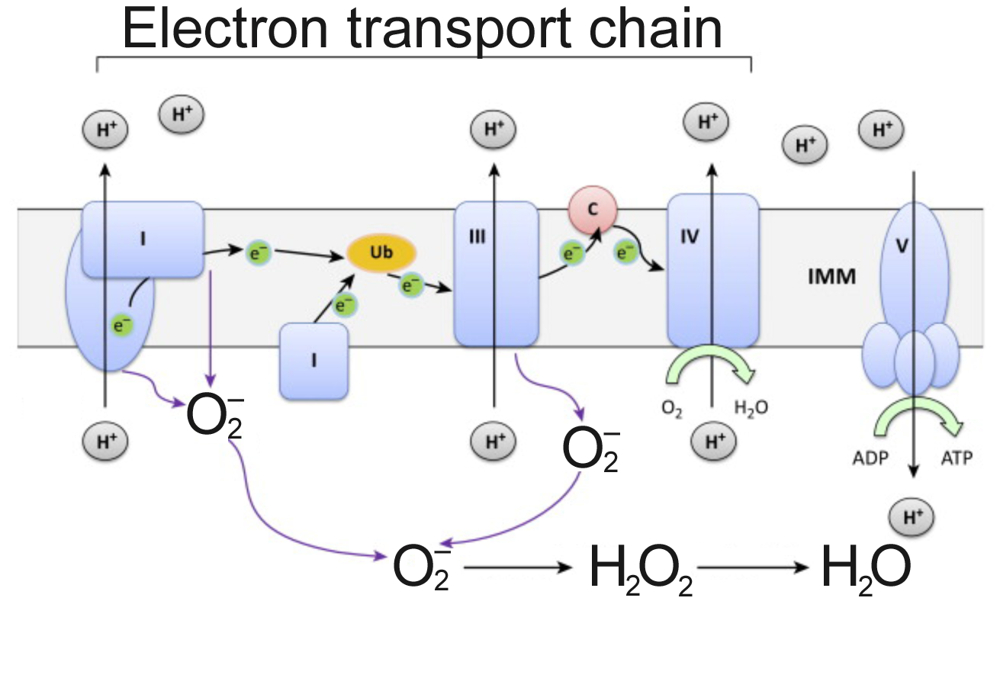 Electron transport chain
H⁺
H⁺
H⁺
H⁺
H⁺
H⁺
I
e⁻
Ub
e⁻
e⁻
e⁻
I
III
C
e⁻
e⁻
IV
IMM
V
O₂⁻
H⁺
H⁺
O₂⁻
O₂
H₂O
H⁺
ADP
ATP
H⁺
O₂⁻
H₂O₂
H₂O